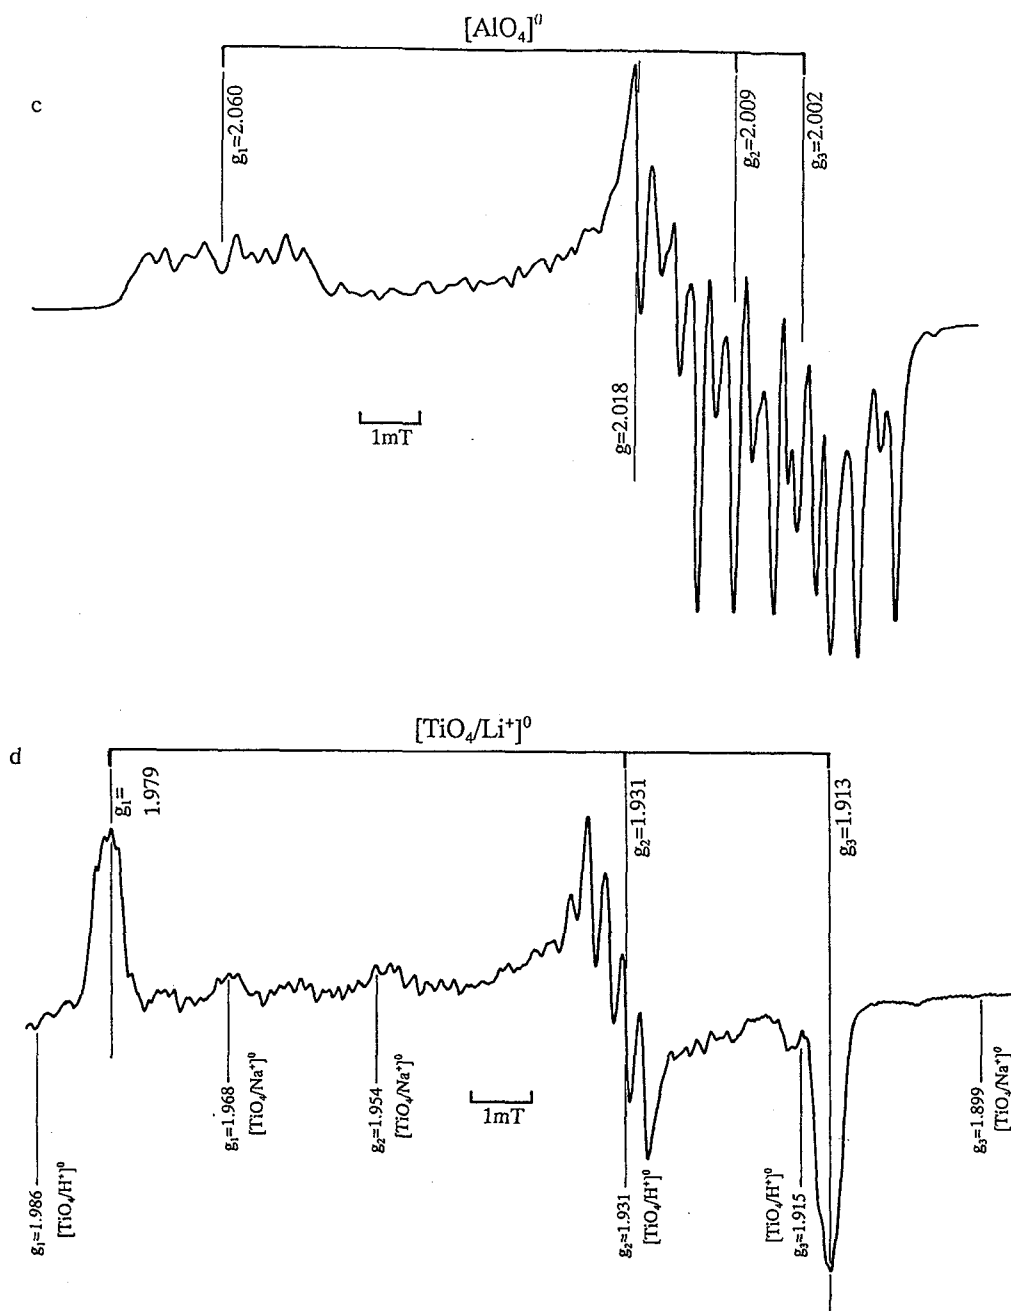 [AlO₄]⁰
c
g₁=2.060
g₂=2.009
g₃=2.002
g=2.018
1mT
[TiO₄/Li⁺]⁰
d
g₁=
1.979
g₂=1.931
g₃=1.913
1mT
g₁=1.986
[TiO₄/H⁺]⁰
g₁=1.968
[TiO₄/Na⁺]⁰
g₂=1.954
[TiO₄/Na⁺]⁰
g₂=1.931
[TiO₄/H⁺]⁰
[TiO₄/H⁺]⁰
g₃=1.915
g₃=1.899
[TiO₄/Na⁺]⁰